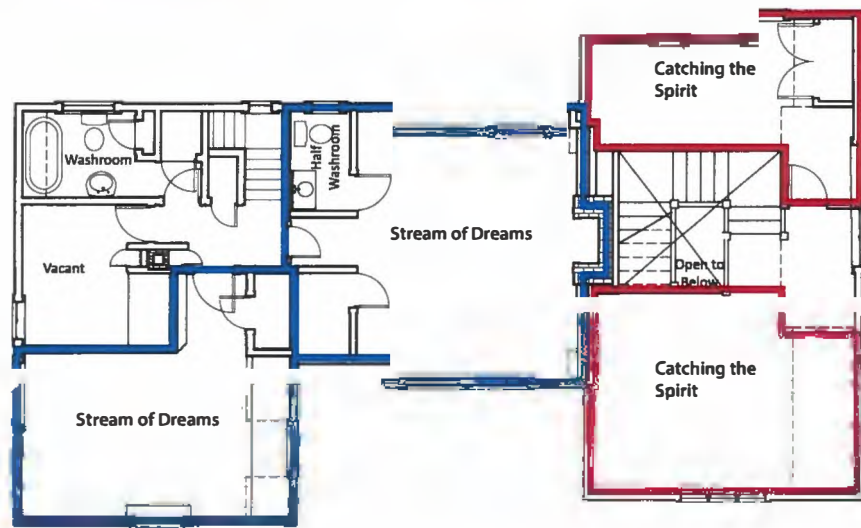 Catching the
Spirit
Washroom
Half
Washroom
Stream of Dreams
Vacant
Open to
Below
Catching the
Spirit
Stream of Dreams